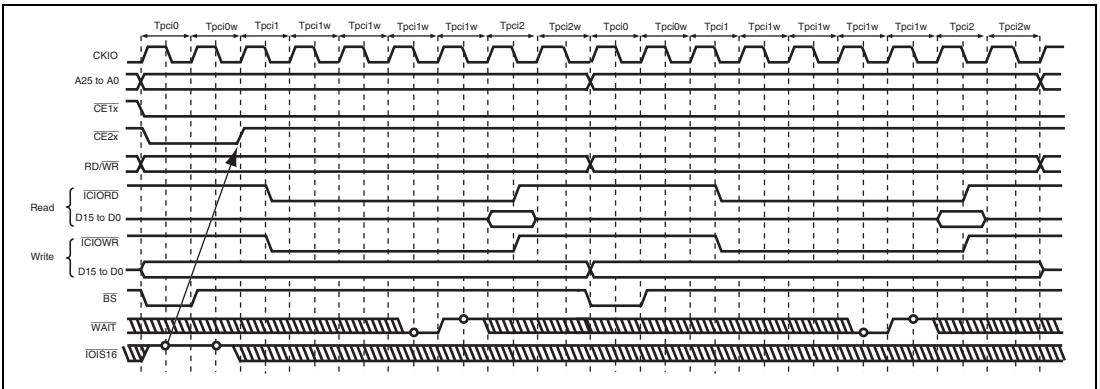 Tpci0 Tpci0w Tpci1 Tpci1w Tpci1w Tpci1w Tpci1w Tpci2 Tpci2w Tpci0 Tpci0w Tpci1 Tpci1w Tpci1w Tpci1w Tpci1w Tpci2 Tpci2w
CKIO
A25 to A0
CE1x
CE2x
RD/WR
Read
ICIORD
D15 to D0
Write
ICIOWR
D15 to D0
BS
WAIT
IOIS16